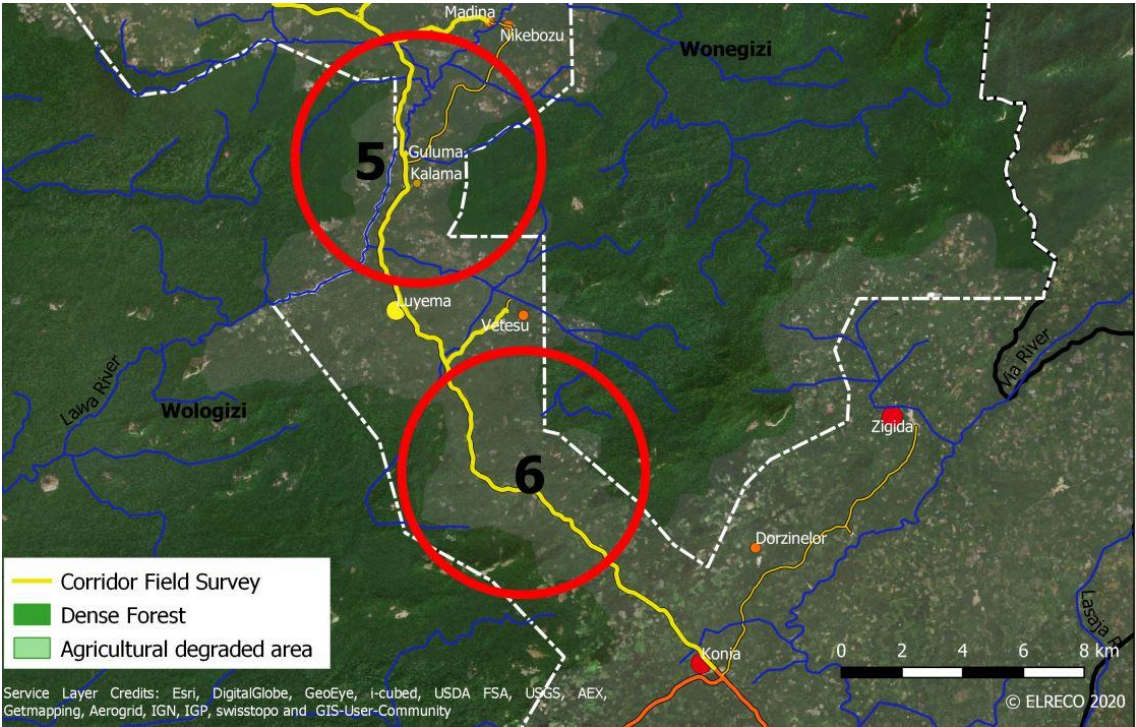 Madina
Nikebozu
Wonegizi
5
Guluma
Kalama
Luyema
Vetesu
Lawa River
Wologizi
Via River
Zigida
6
Dorzinelor
Konia
Lasaja R
Corridor Field Survey
Dense Forest
Agricultural degraded area
0 2 4 6 8 km
Service Layer Credits: Esri, DigitalGlobe, GeoEye, i-cubed, USDA FSA, USGS, AEX,
Getmapping, Aerogrid, IGN, IGP, swisstopo and GIS-User-Community
© ELRECO 2020